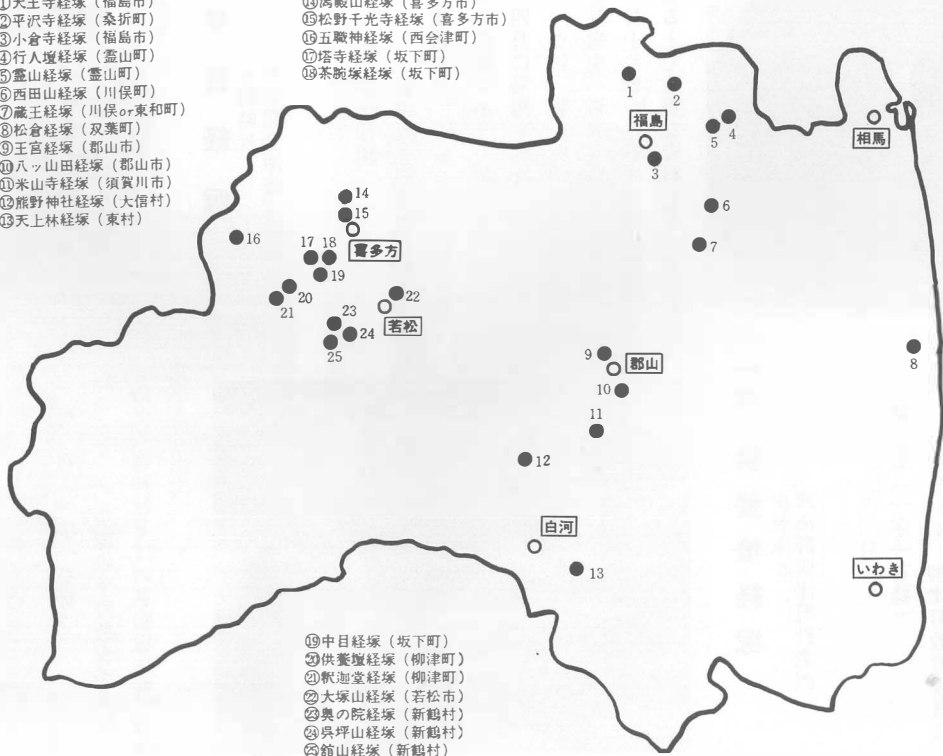 ①天王寺経塚（福島市）
②平沢寺経塚（桑折町）
③小倉寺経塚（福島市）
④行人壇経塚（霊山町）
⑤霊山経塚（霊山町）
⑥西田山経塚（川俣町）
⑦蔵王経塚（川俣or東和町）
⑧松倉経塚（双葉町）
⑨王宮経塚（郡山市）
⑩八ッ山田経塚（郡山市）
⑪米山寺経塚（須賀川市）
⑫熊野神社経塚（大信村）
⑬天上林経塚（東村）
⑭満殿山経塚（喜多方市）
⑮松野千光寺経塚（喜多方市）
⑯五職神経塚（西会津町）
⑰塔寺経塚（坂下町）
⑱茶碗塚経塚（坂下町）
1
2
福島
3
4
5
相馬
6
7
14
15
喜多方
16
17
18
19
20
21
22
若松
23
24
25
8
9
郡山
10
11
12
白河
13
いわき
⑲中目経塚（坂下町）
⑳供養壇経塚（柳津町）
㉑釈迦堂経塚（柳津町）
㉒大塚山経塚（若松市）
㉓奥の院経塚（新鶴村）
㉔呉坪山経塚（新鶴村）
㉕舘山経塚（新鶴村）